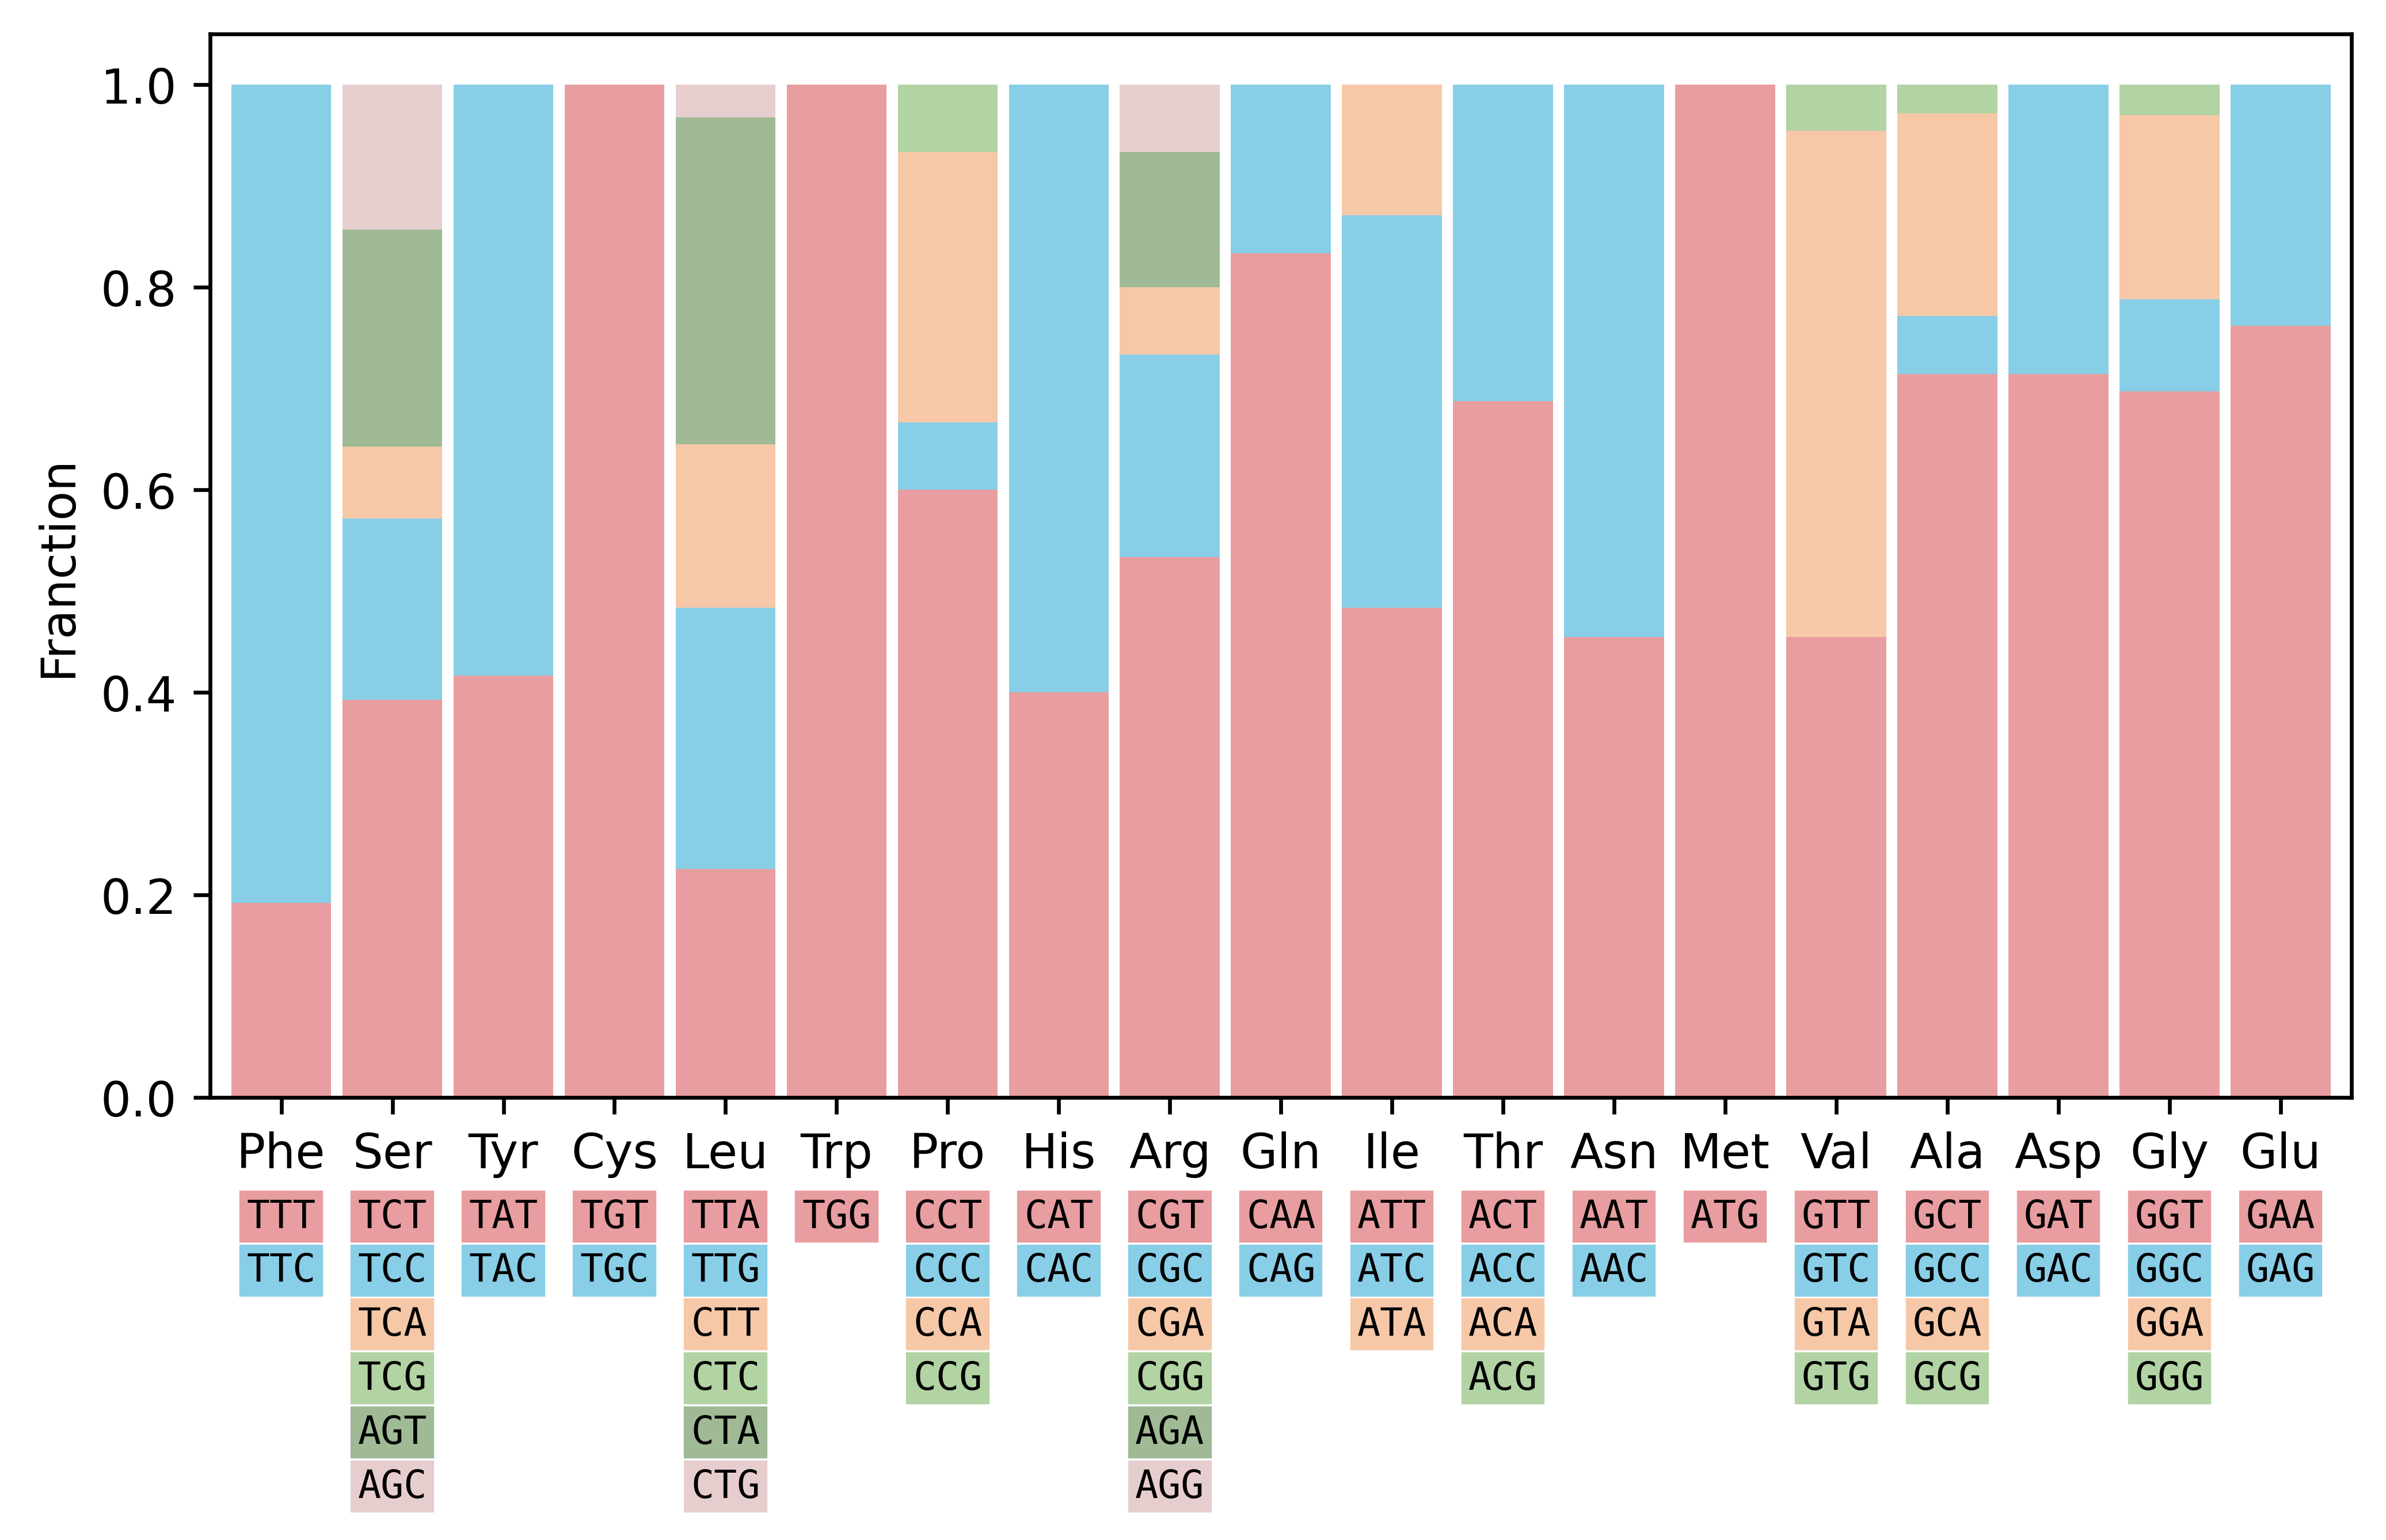 1.0
0.8
0.6
0.4
0.2
0.0
Franction
Phe Ser Tyr Cys Leu Trp Pro His Arg Gln Ile Thr Asn Met Val Ala Asp Gly Glu
TTT TCT TAT TGT TTA TGG CCT CAT CGT CAA ATT ACT AAT ATG GTT GCT GAT GGT GAA
TTC TCC TAC TGC TTG CCC CAC CGC CAG ATC ACC AAC GTC GCC GAC GGC GAG
TCA CTT CCA CGA ATA ACA GTA GCA GGA
TCG CTC CCG CGG ACG GTG GCG GGG
AGT CTA AGA
AGC CTG AGG